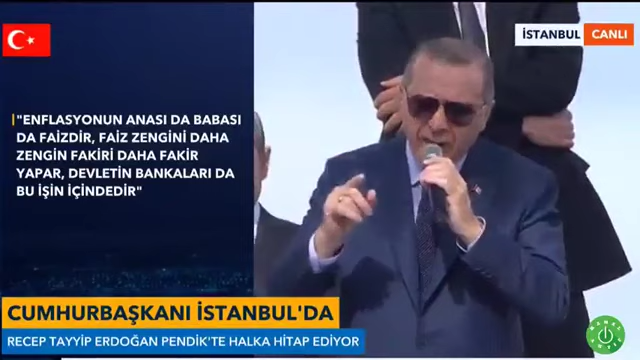 İSTANBUL CANLI
"ENFLASYONUN ANASI DA BABASI
DA FAİZDİR, FAİZ ZENGİNİ DAHA
ZENGİN FAKİRİ DAHA FAKİR
YAPAR, DEVLETİN BANKALARI DA
BU İŞİN İÇİNDEDİR"
CUMHURBAŞKANI İSTANBUL'DA
RECEP TAYYİP ERDOĞAN PENDİK'TE HALKA HİTAP EDİYOR